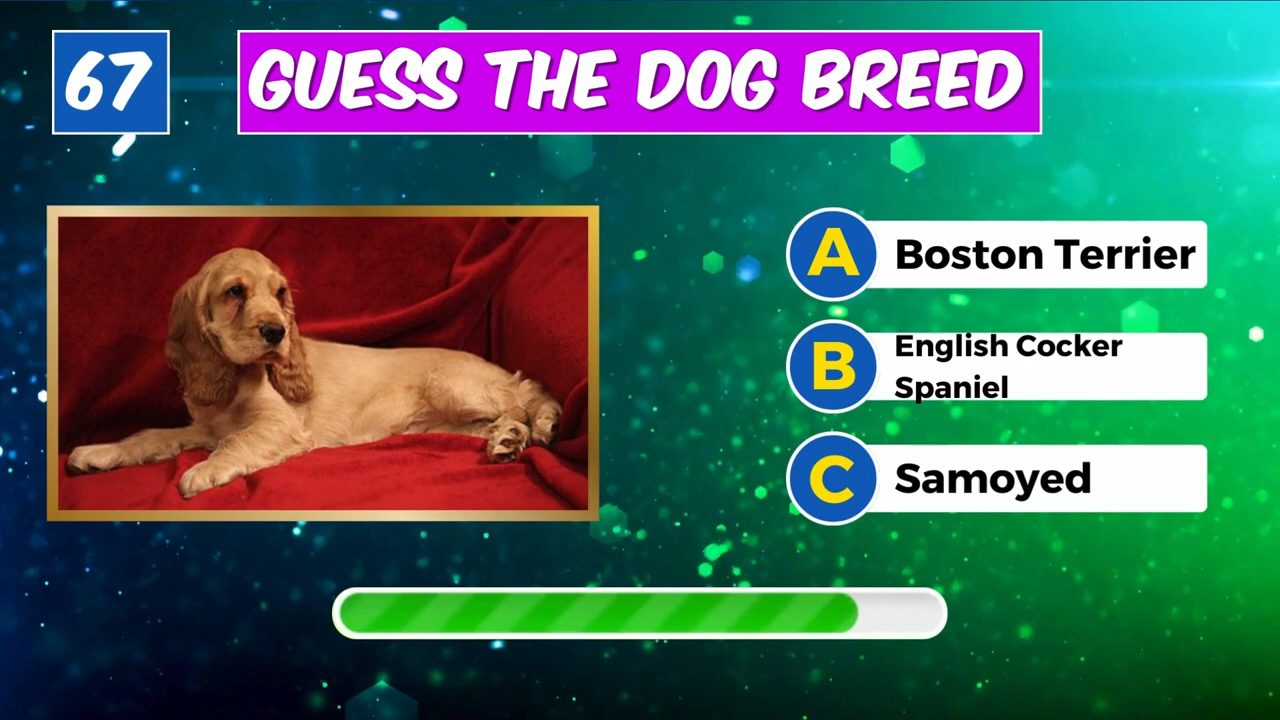 67
GUESS THE DOG BREED
A
Boston Terrier
B
English Cocker
Spaniel
C
Samoyed